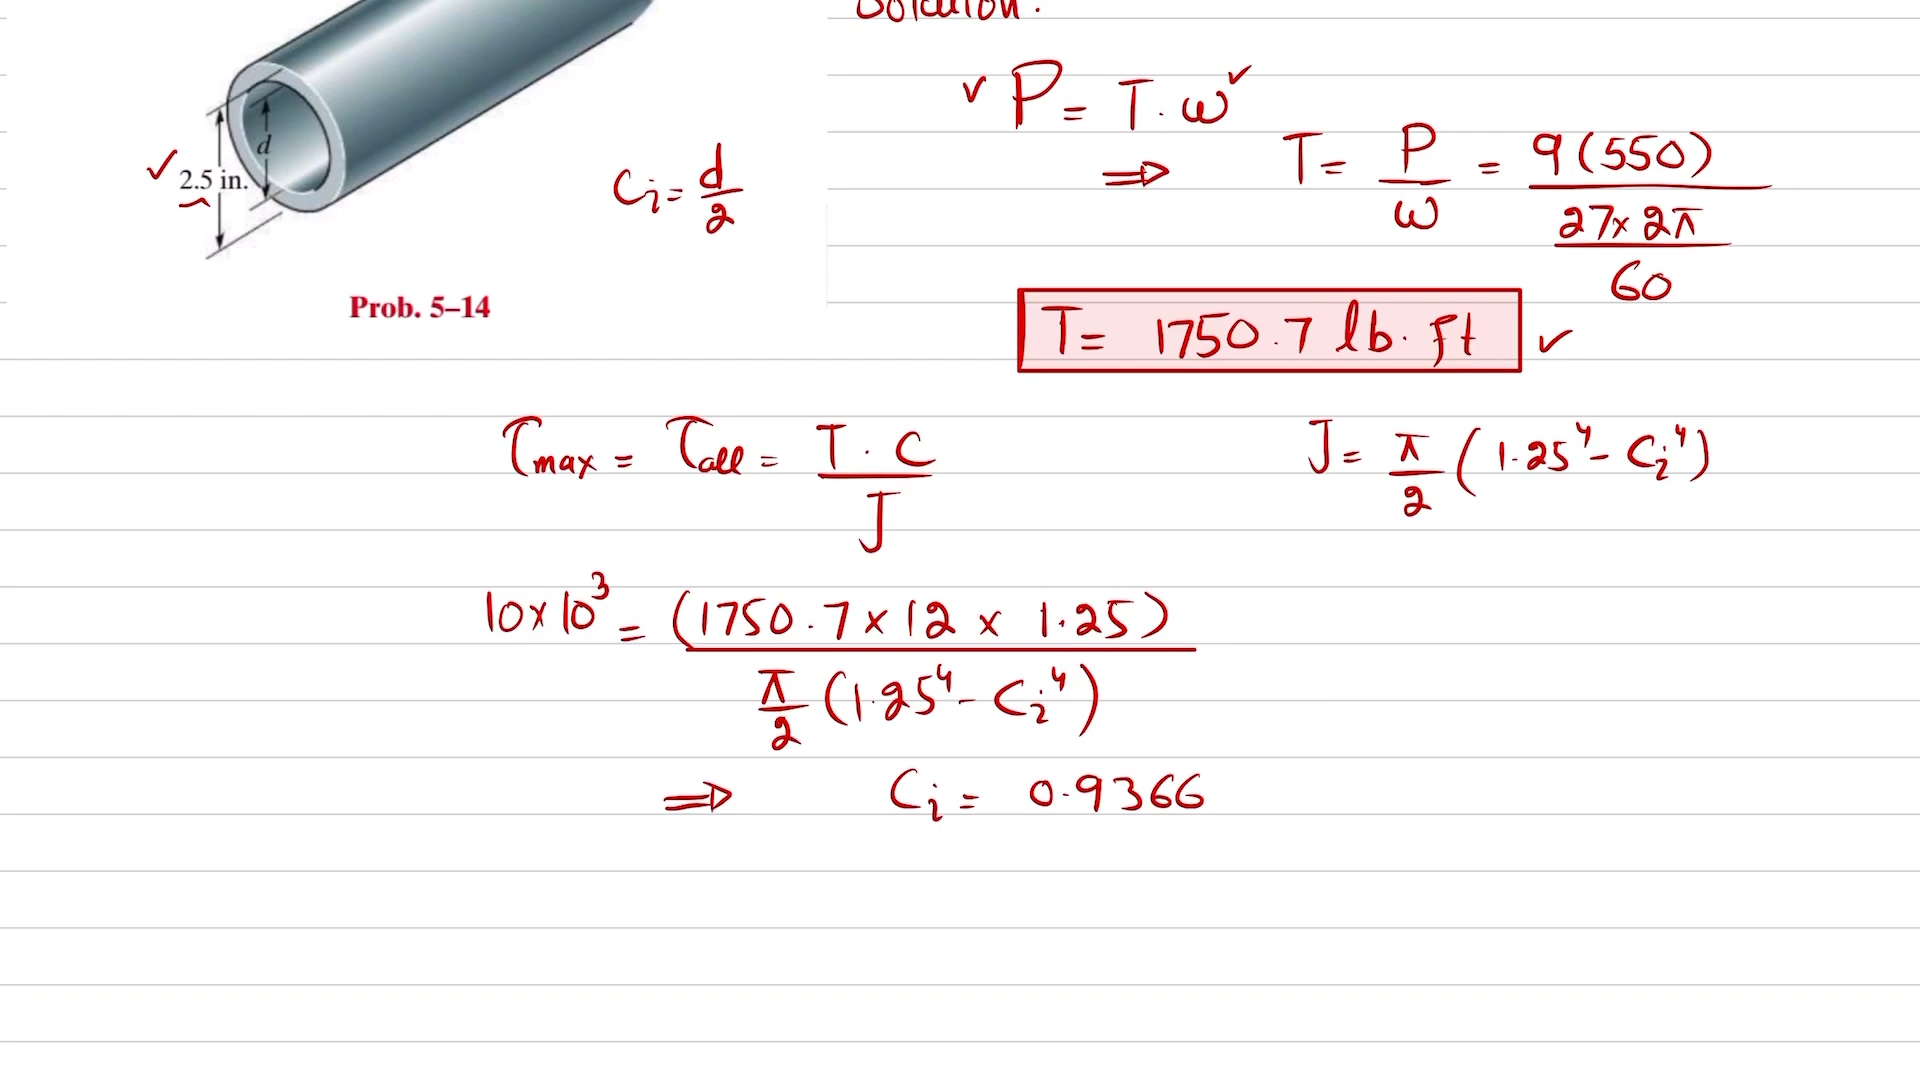 Solution:
P = T. ω
⇒ T = P/ω = 9(550) / (27×2π/60)
d
2.5 in.
Ci = d/2
Prob. 5–14
T = 1750.7 lb. ft
τmax = τall = T. C / J
J = π/2 (1.25⁴ - Ci⁴)
10×10³ = (1750.7×12×1.25) / (π/2 (1.25⁴ - Ci⁴))
⇒ Ci = 0.9366